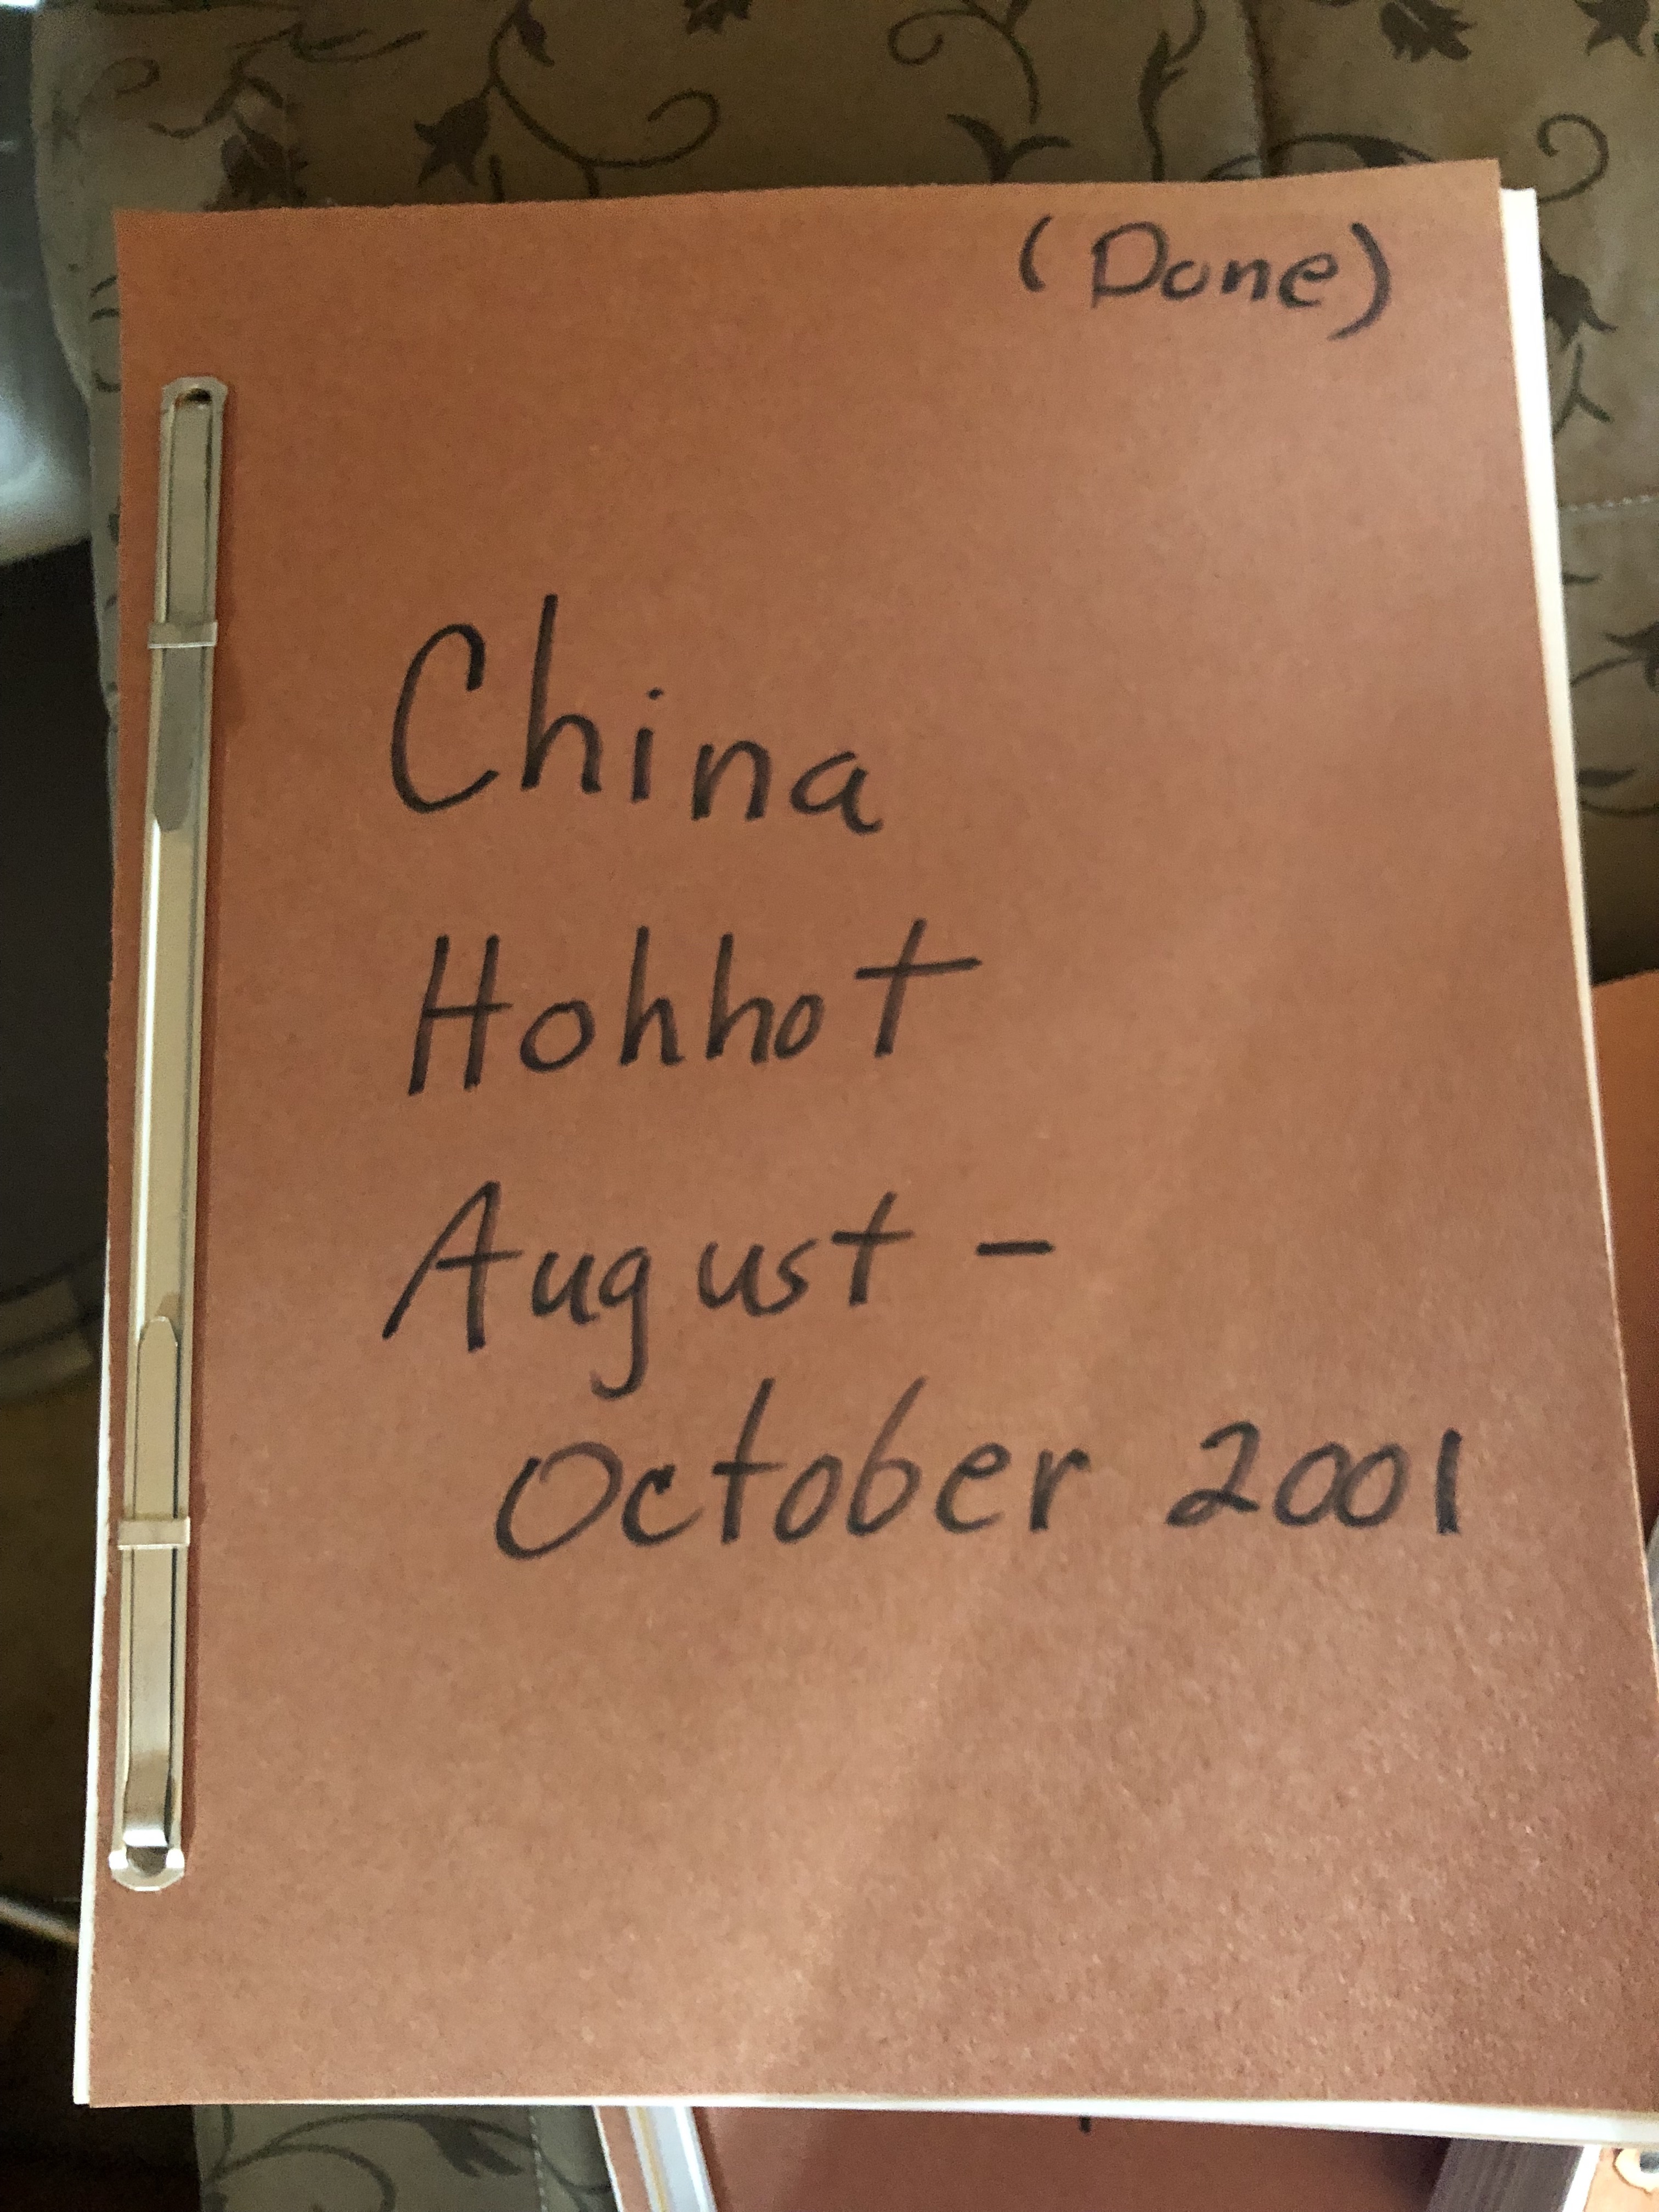 (Done)
China
Hohhot
August -
October 2001